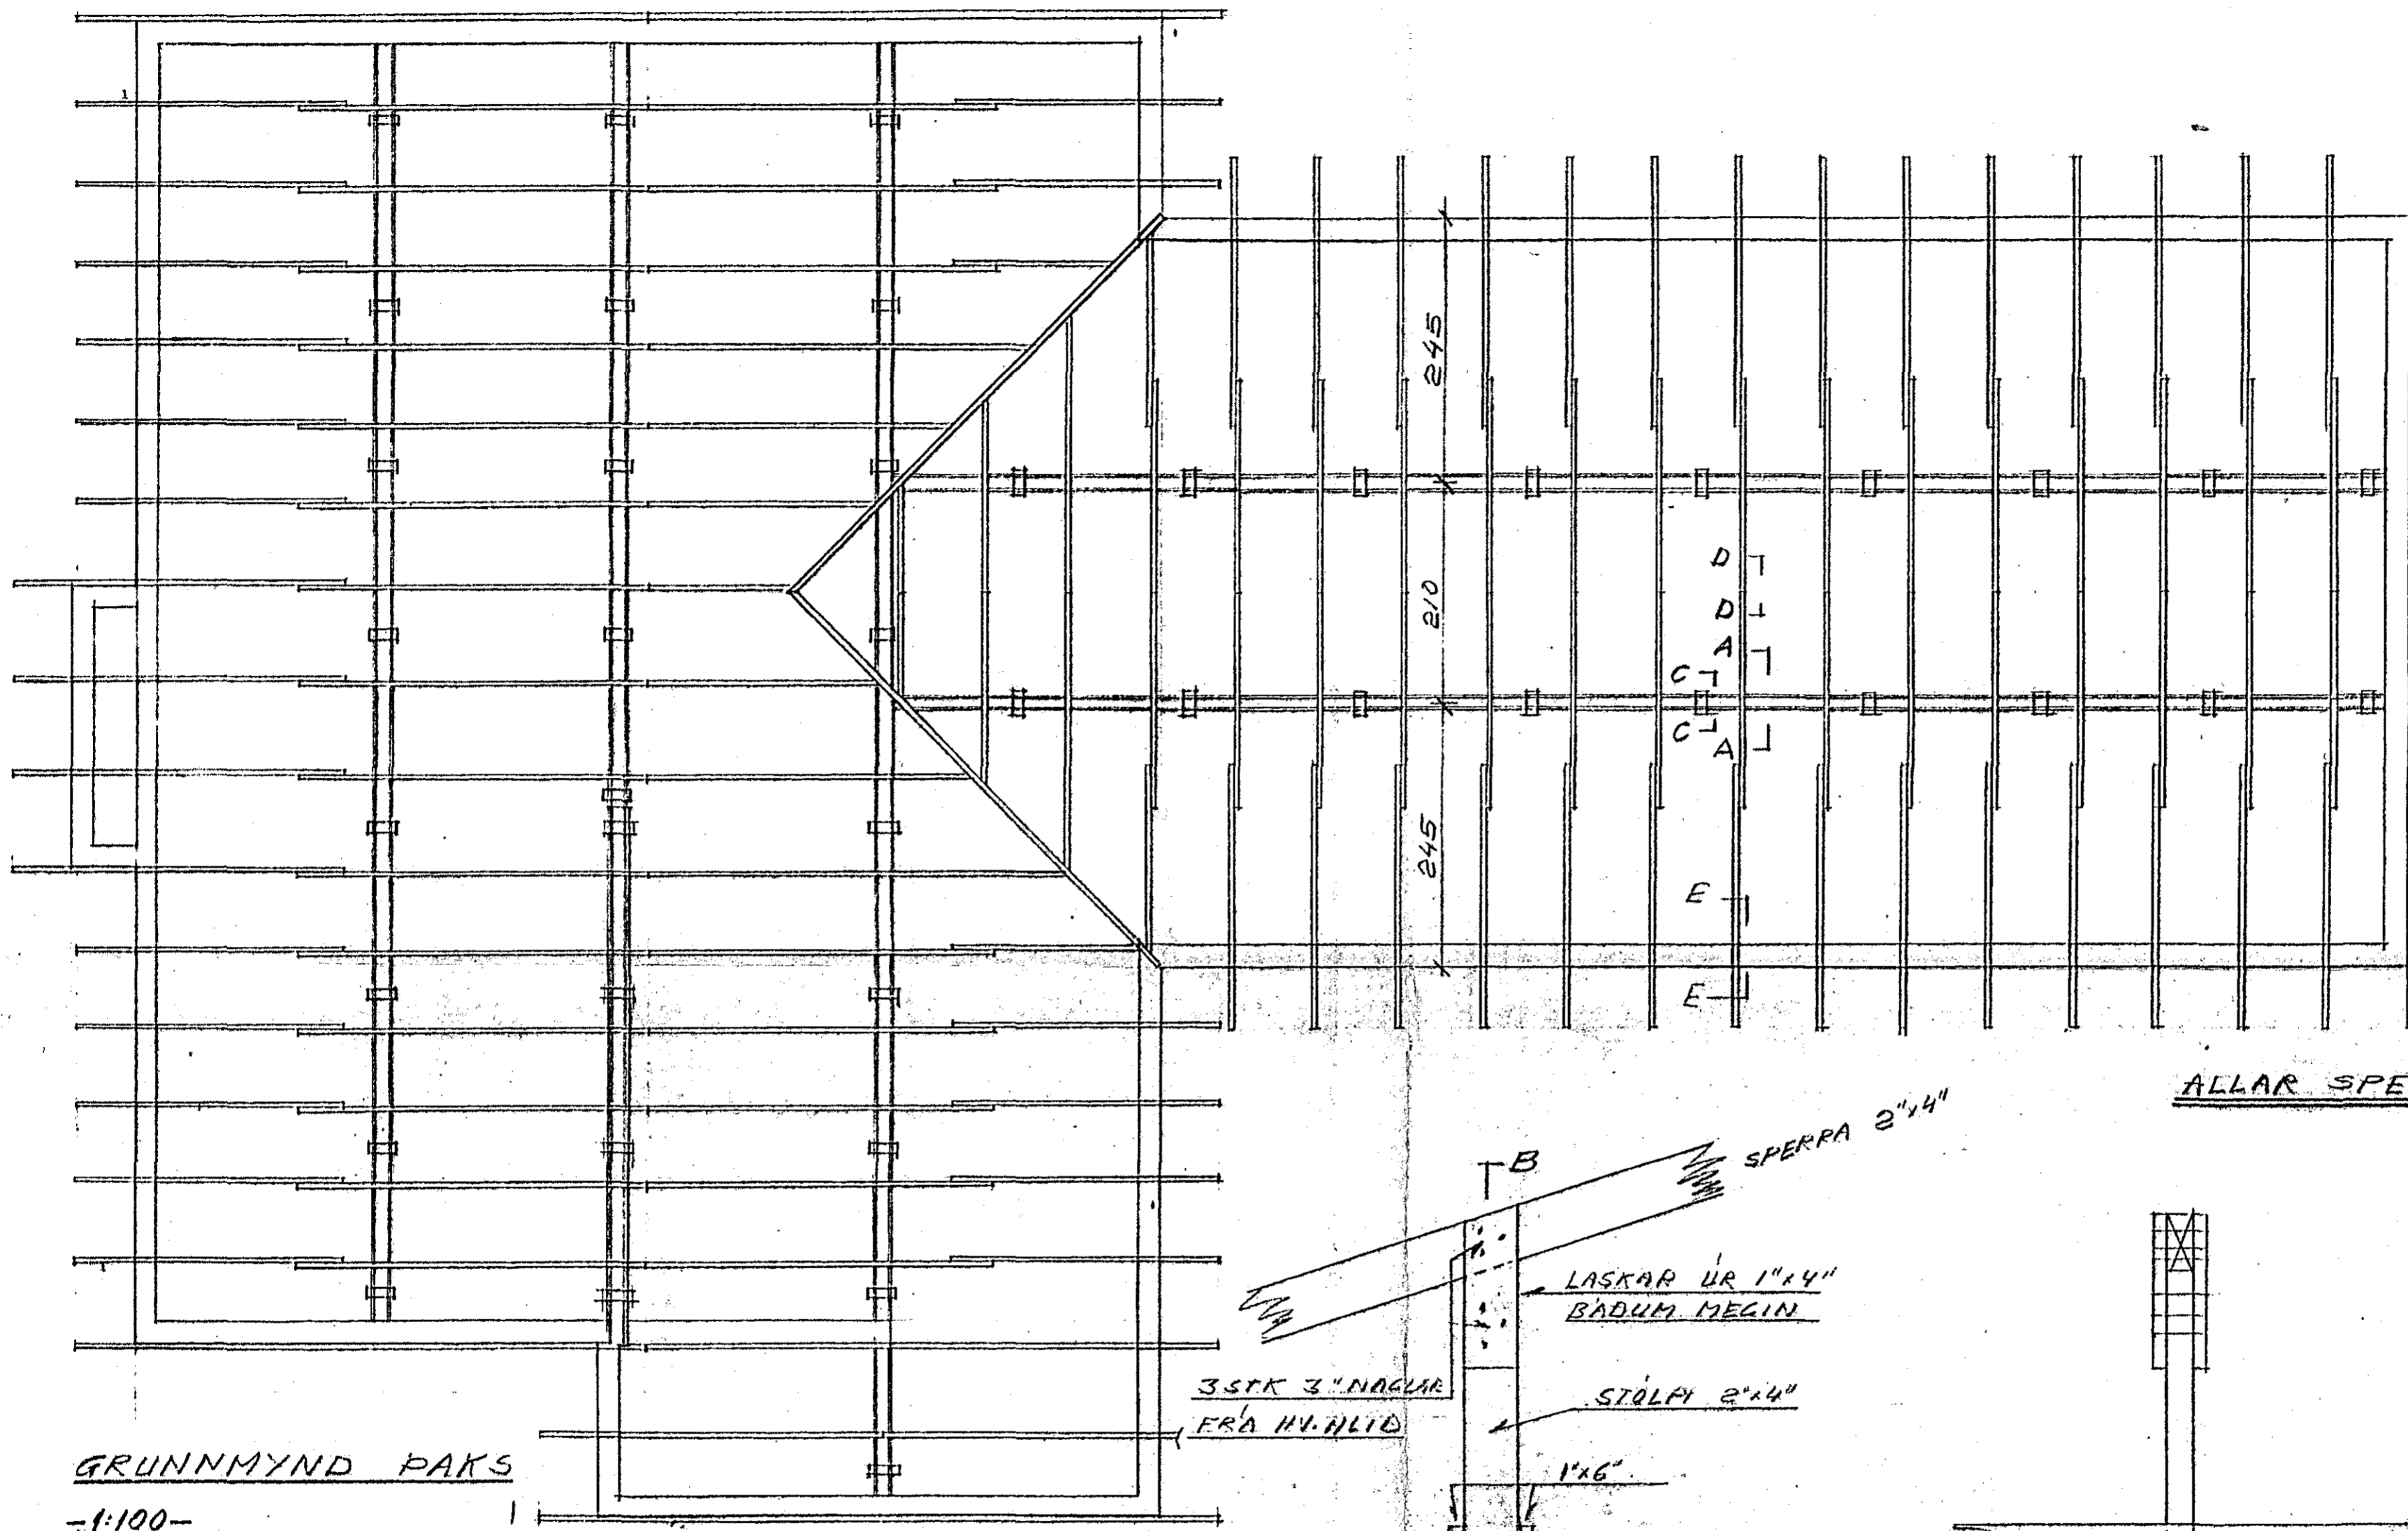 245
210
245
D
D
A
C
C
A
E
E
ALLAR SPE
B
SPERRA 2"x4"
LASKAR ÚR 1"x4"
BÁÐUM MEGIN
3 STK 3" NAGLAR
FRÁ HV. HLIÐ
STÓLPI 2"x4"
1"x6"
GRUNNMYND ÞAKS
-1:100-